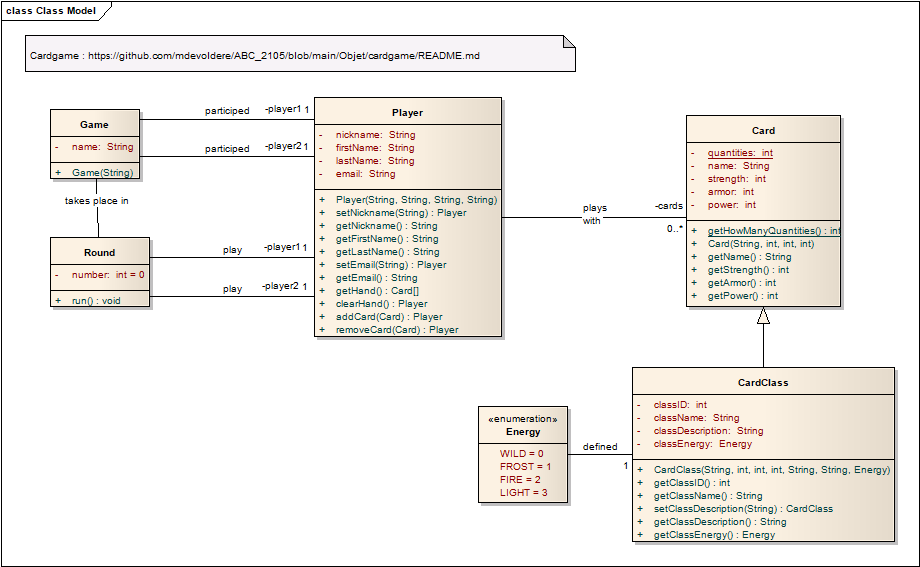 class Class Model
Cardgame : https://github.com/mdevoldere/ABC_2105/blob/main/Objet/cardgame/README.md
Game
- name: String
+ Game(String)
participed -player1 1
participed -player2 1
takes place in
Round
- number: int = 0
+ run() : void
play -player1 1
play -player2 1
Player
- nickname: String
- firstName: String
- lastName: String
- email: String
+ Player(String, String, String, String)
+ setNickname(String) : Player
+ getNickname() : String
+ getFirstName() : String
+ getLastName() : String
+ setEmail(String) : Player
+ getEmail() : String
+ getHand() : Card[]
+ clearHand() : Player
+ addCard(Card) : Player
+ removeCard(Card) : Player
plays
with
-cards
0..*
Card
- quantities: int
- name: String
- strength: int
- armor: int
- power: int
+ getHowManyQuantities() : int
+ Card(String, int, int, int)
+ getName() : String
+ getStrength() : int
+ getArmor() : int
+ getPower() : int
«enumeration»
Energy
WILD = 0
FROST = 1
FIRE = 2
LIGHT = 3
defined
1
CardClass
- classID: int
- className: String
- classDescription: String
- classEnergy: Energy
+ CardClass(String, int, int, int, String, String, Energy)
+ getClassID() : int
+ getClassName() : String
+ setClassDescription(String) : CardClass
+ getClassDescription() : String
+ getClassEnergy() : Energy